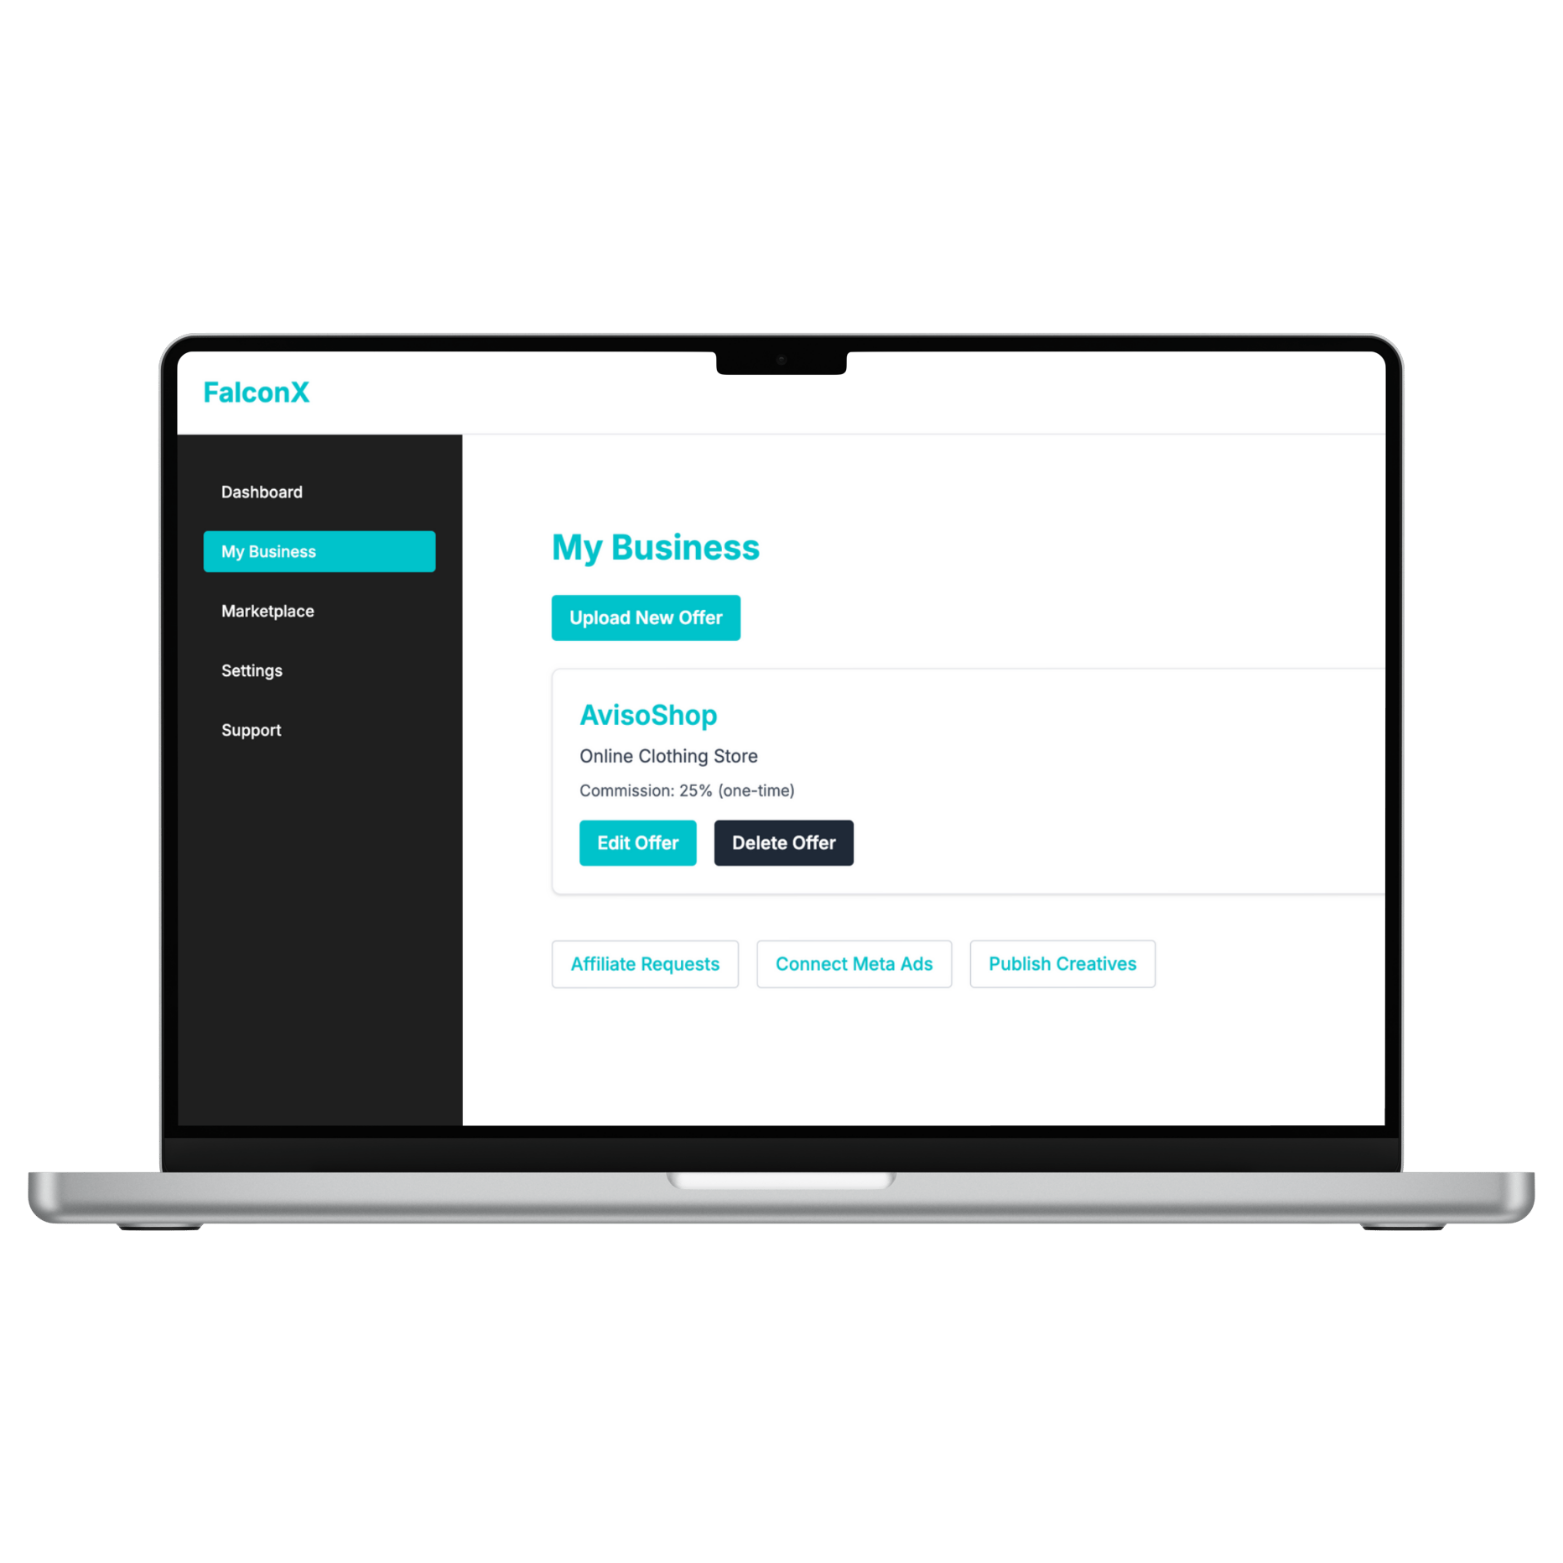 FalconX
Dashboard
My Business
Marketplace
Settings
Support
My Business
Upload New Offer
AvisoShop
Online Clothing Store
Commission: 25% (one-time)
Edit Offer Delete Offer
Affiliate Requests Connect Meta Ads Publish Creatives